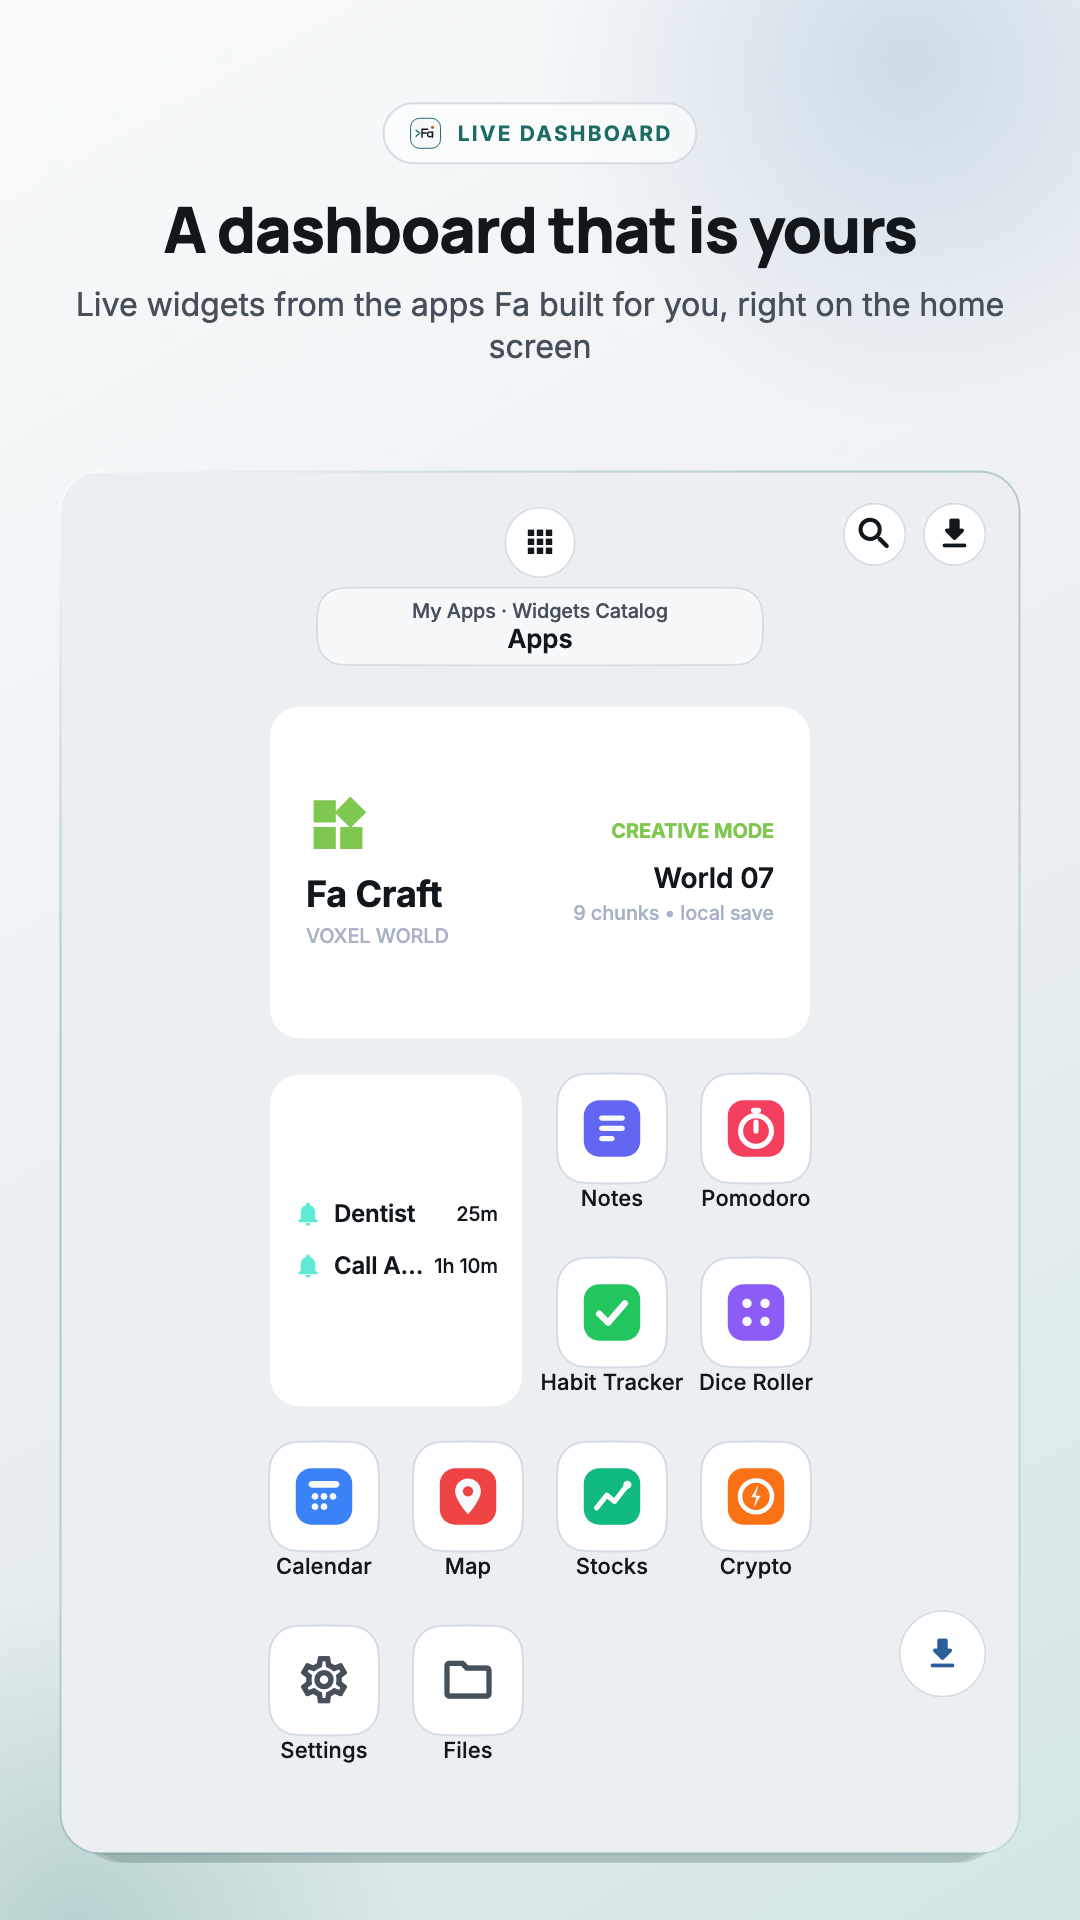 >Fa LIVE DASHBOARD
A dashboard that is yours
Live widgets from the apps Fa built for you, right on the home
screen
My Apps · Widgets Catalog
Apps
Fa Craft
VOXEL WORLD
CREATIVE MODE
World 07
9 chunks • local save
Dentist 25m
Call A... 1h 10m
Notes
Pomodoro
Habit Tracker
Dice Roller
Calendar
Map
Stocks
Crypto
Settings
Files